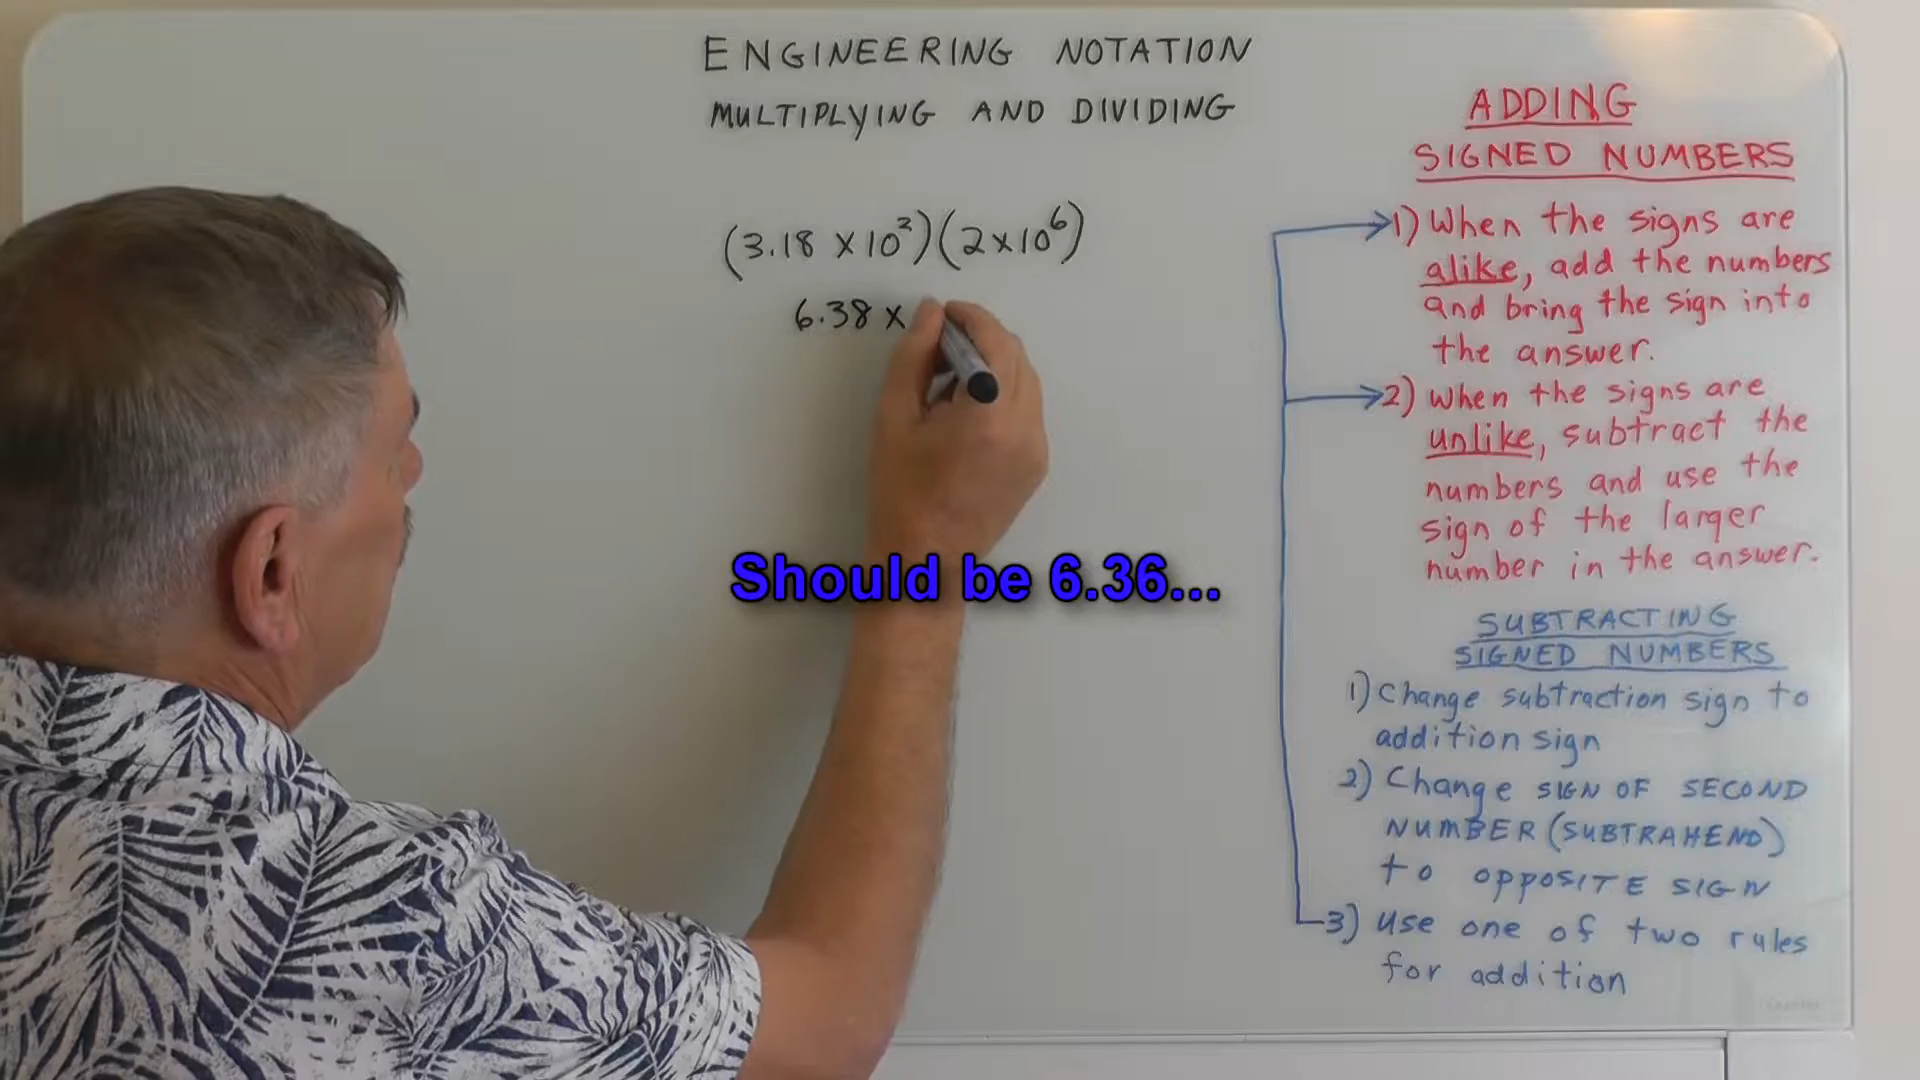 ENGINEERING NOTATION
MULTIPLYING AND DIVIDING
(3.18 x 10²)(2 x 10⁶)
6.38 x
Should be 6.36...
ADDING
SIGNED NUMBERS
1) When the signs are
alike, add the numbers
and bring the sign into
the answer.
2) When the signs are
unlike, subtract the
numbers and use the
sign of the larger
number in the answer.
SUBTRACTING
SIGNED NUMBERS
1) Change subtraction sign to
addition sign
2) Change SIGN OF SECOND
NUMBER (SUBTRAHEND)
to OPPOSITE SIGN
3) use one of two rules
for addition